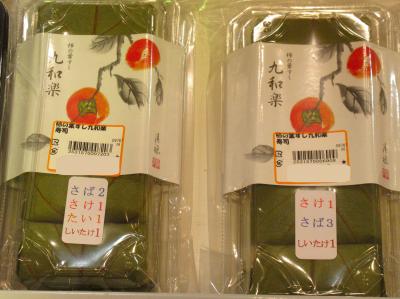 柿の葉すし
九和楽
柿の葉すし九和楽
寿司
さば2
さけ1
たい1
しいたけ1
柿の葉すし
九和楽
柿の葉すし九和楽
寿司
さけ1
さば3
しいたけ1